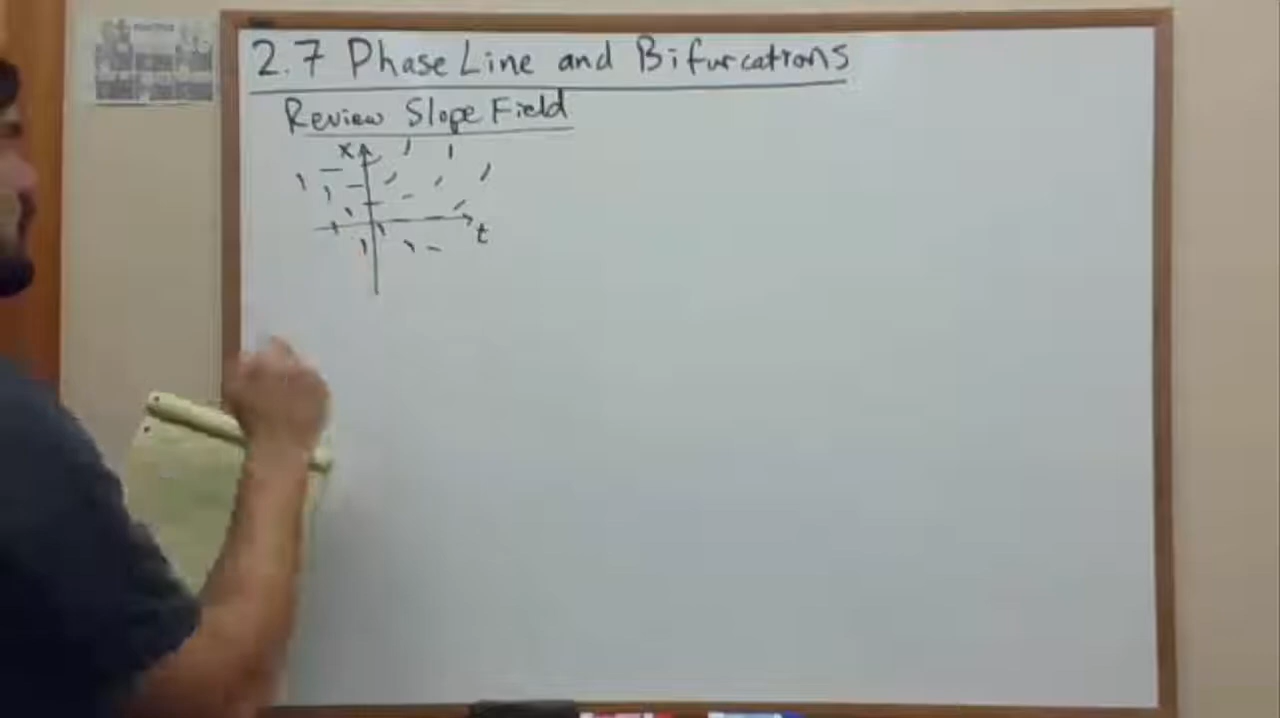 2.7 Phase Line and Bifurcations
Review Slope Field
x
t